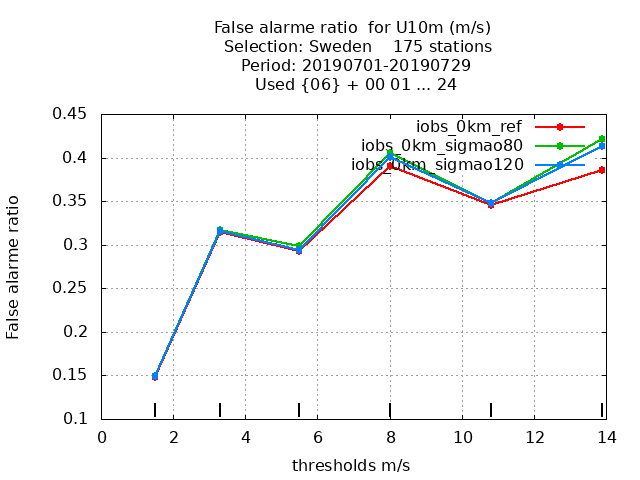 False alarme ratio  for U10m (m/s)
Selection: Sweden    175 stations
Period: 20190701-20190729
Used {06} + 00 01 ... 24
iobs_0km_ref
iobs_0km_sigmao80
iobs_0km_sigmao120
False alarme ratio
0.45
0.4
0.35
0.3
0.25
0.2
0.15
0.1
0 2 4 6 8 10 12 14
thresholds m/s